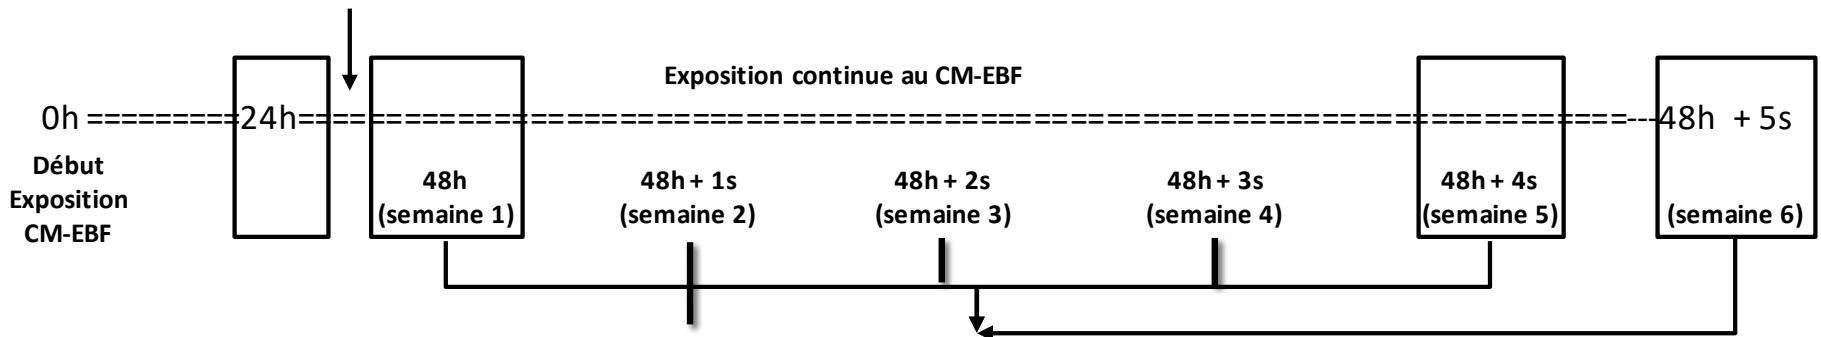 Exposition continue au CM-EBF
0h =========24h==============================================================================---48h + 5s
Début
Exposition
CM-EBF
48h
(semaine 1)
48h + 1s
(semaine 2)
48h + 2s
(semaine 3)
48h + 3s
(semaine 4)
48h + 4s
(semaine 5)
(semaine 6)